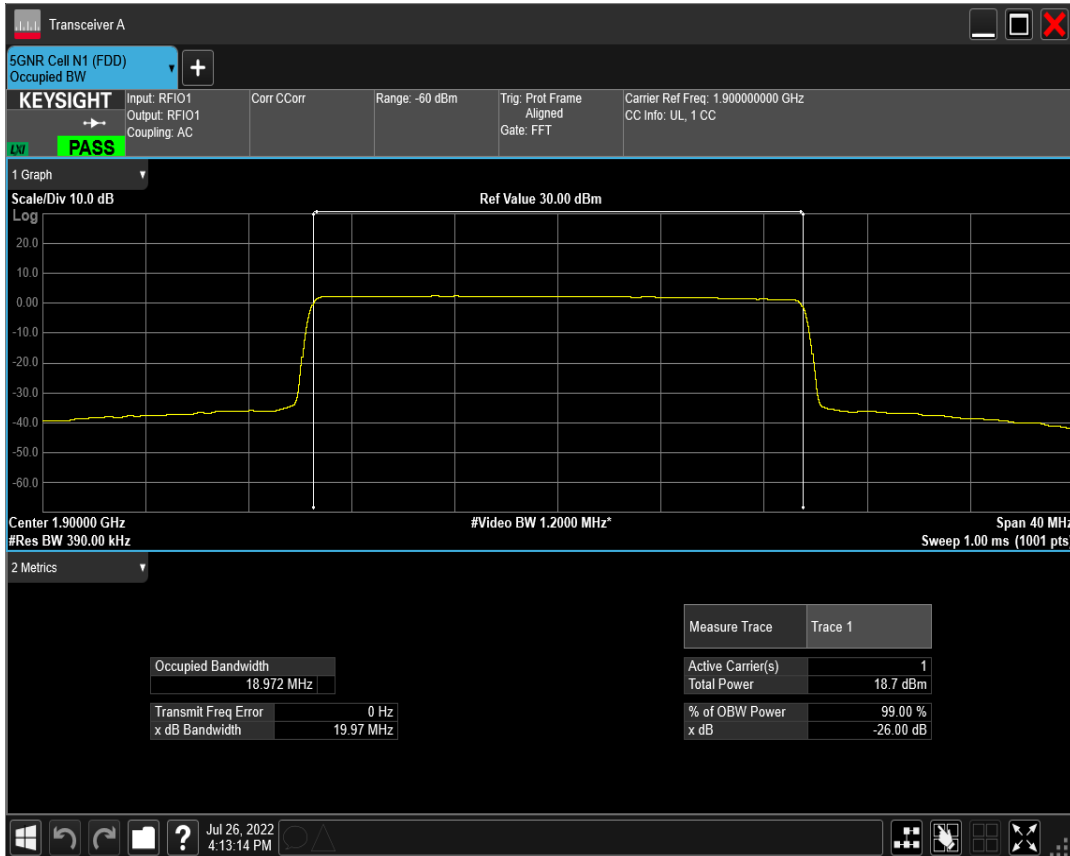 Transceiver A
5GNR Cell N1 (FDD)
Occupied BW
+
KEYSIGHT
LXI
PASS
Input: RFIO1
Output: RFIO1
Coupling: AC
Corr CCorr
Range: -60 dBm
Trig: Prot Frame
Aligned
Gate: FFT
Carrier Ref Freq: 1.900000000 GHz
CC Info: UL, 1 CC
1 Graph
Scale/Div 10.0 dB
Ref Value 30.00 dBm
Log
20.0
10.0
0.00
-10.0
-20.0
-30.0
-40.0
-50.0
-60.0
Center 1.90000 GHz
#Video BW 1.2000 MHz*
Span 40 MHz
#Res BW 390.00 kHz
Sweep 1.00 ms (1001 pts)
2 Metrics
Measure Trace
Trace 1
Occupied Bandwidth
18.972 MHz
Transmit Freq Error 0 Hz
x dB Bandwidth 19.97 MHz
Active Carrier(s) 1
Total Power 18.7 dBm
% of OBW Power 99.00 %
x dB -26.00 dB
?
Jul 26, 2022
4:13:14 PM